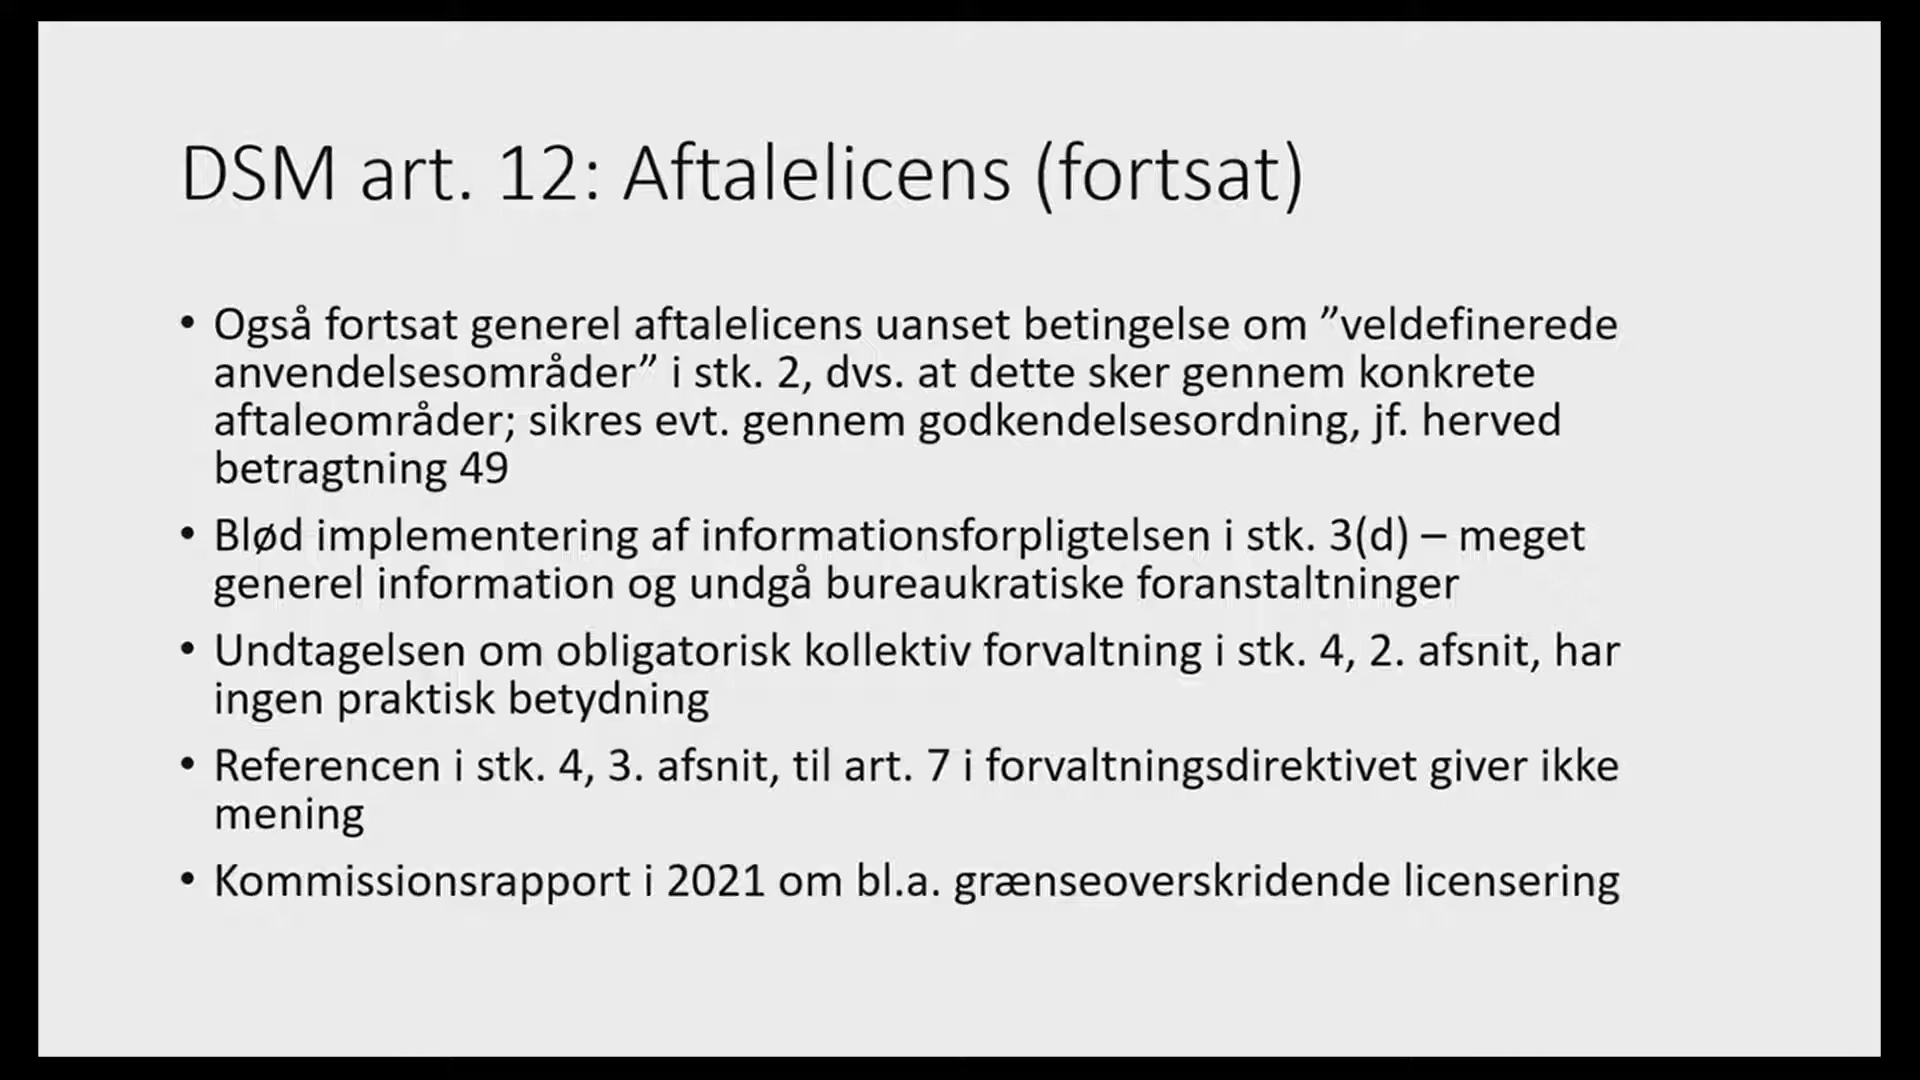 DSM art. 12: Aftalelicens (fortsat)
• Også fortsat generel aftalelicens uanset betingelse om ”veldefinerede
anvendelsesområder” i stk. 2, dvs. at dette sker gennem konkrete
aftaleområder; sikres evt. gennem godkendelsesordning, jf. herved
betragtning 49
• Blød implementering af informationsforpligtelsen i stk. 3(d) – meget
generel information og undgå bureaukratiske foranstaltninger
• Undtagelsen om obligatorisk kollektiv forvaltning i stk. 4, 2. afsnit, har
ingen praktisk betydning
• Referencen i stk. 4, 3. afsnit, til art. 7 i forvaltningsdirektivet giver ikke
mening
• Kommissionsrapport i 2021 om bl.a. grænseoverskridende licensering